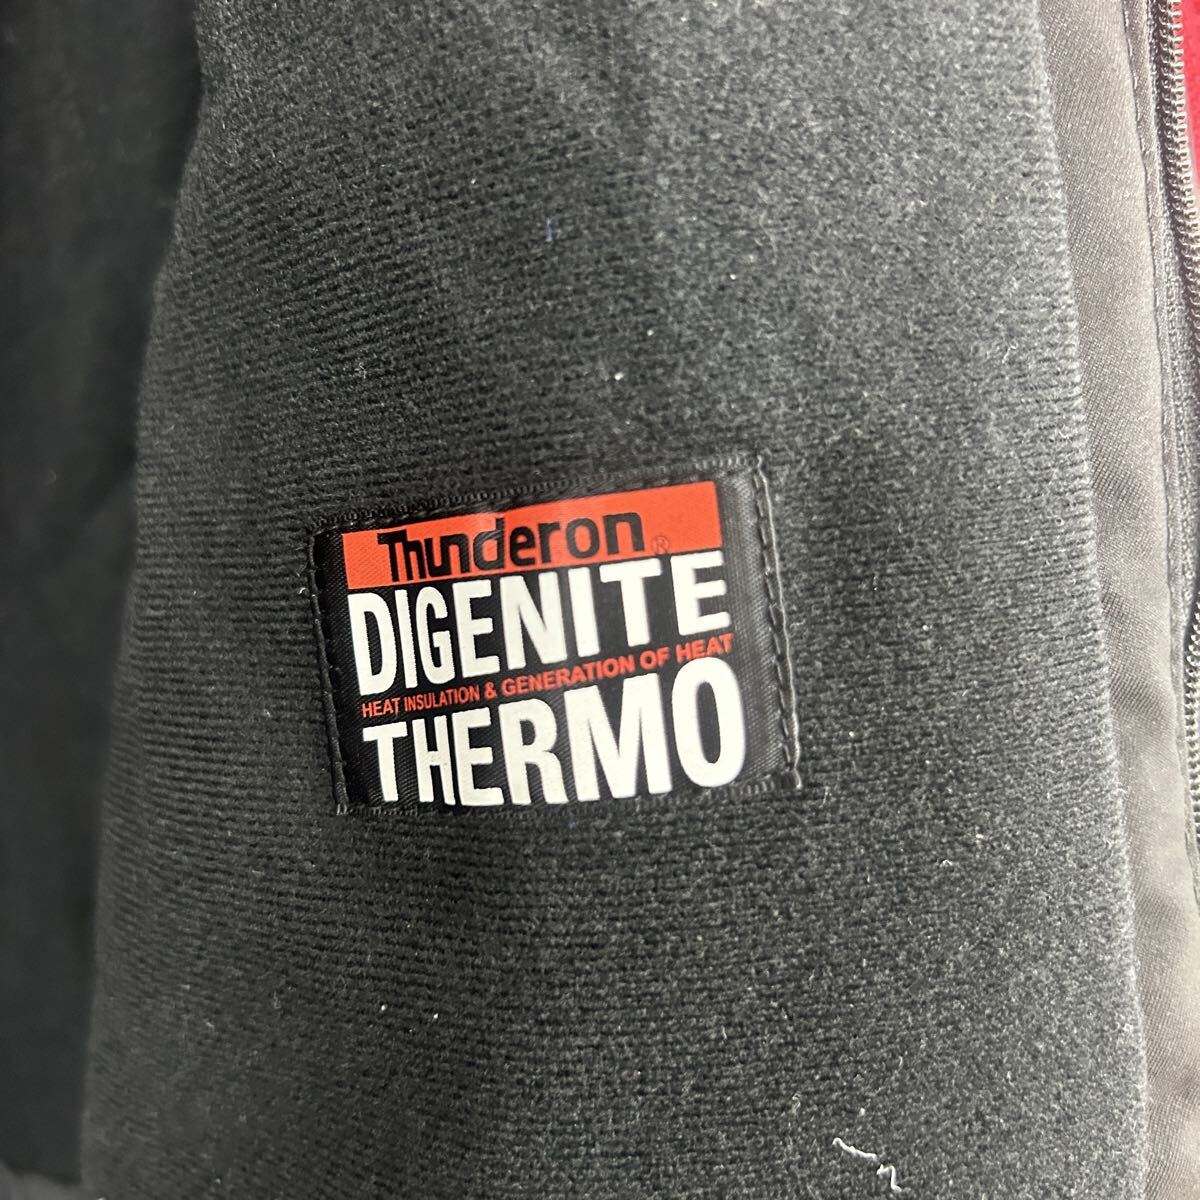 Thunderon®
DIGENITE
HEAT INSULATION & GENERATION OF HEAT
THERMO